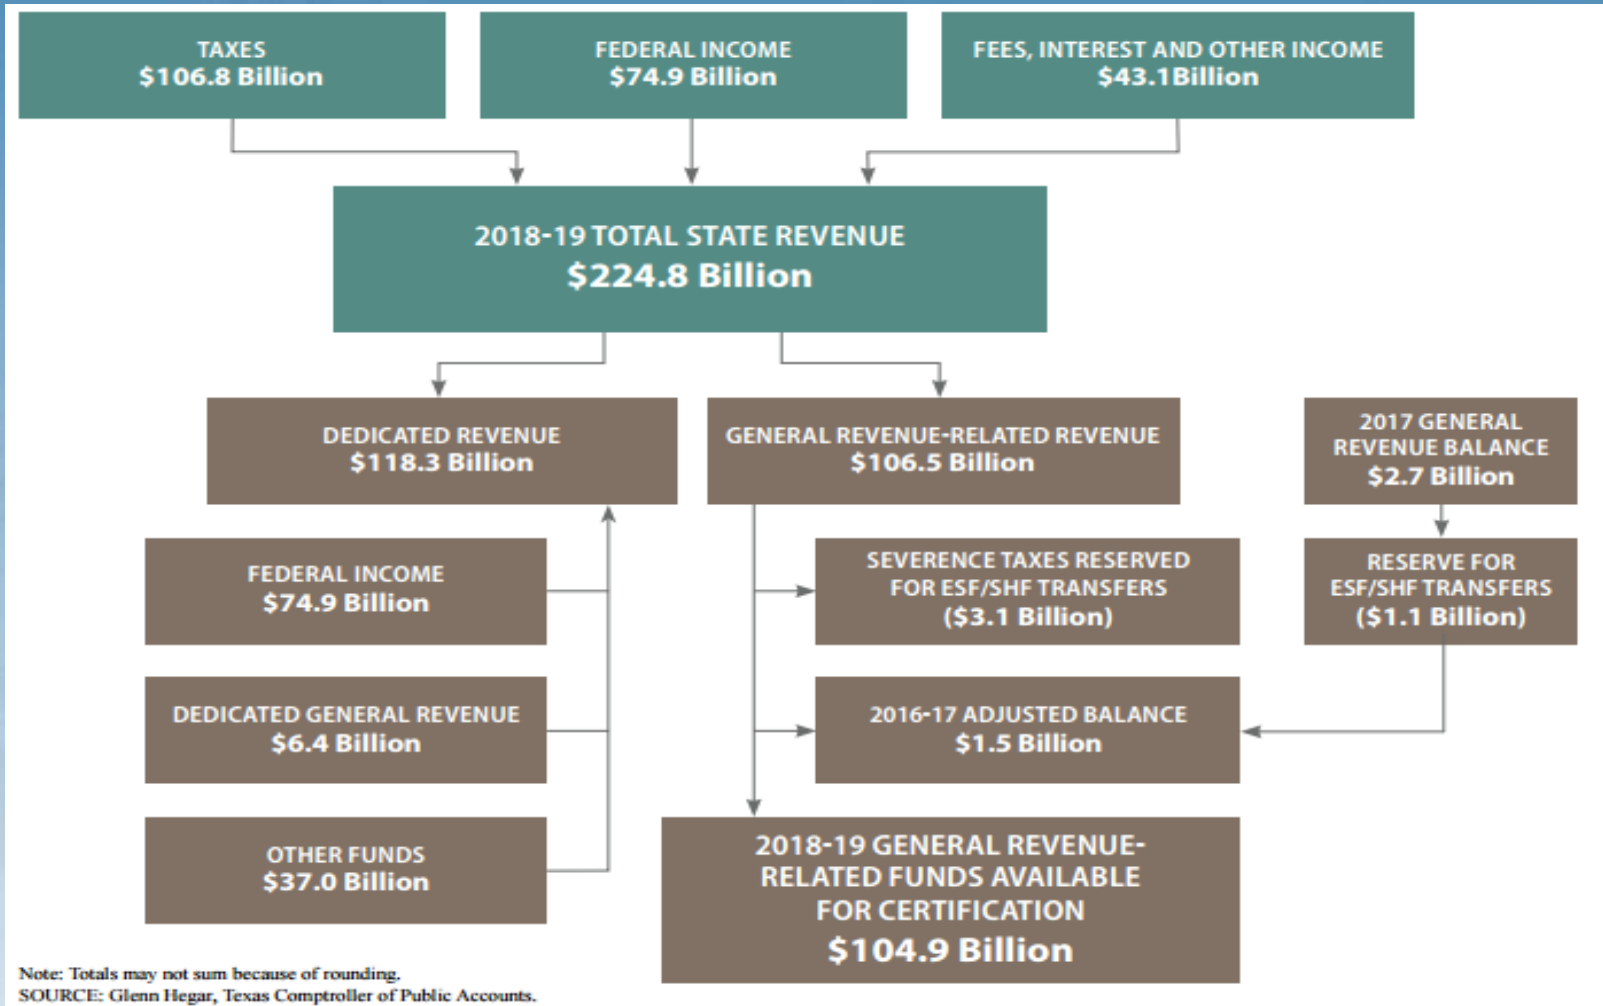 TAXES
$106.8 Billion
FEDERAL INCOME
$74.9 Billion
FEES, INTEREST AND OTHER INCOME
$43.1Billion
2018-19 TOTAL STATE REVENUE
$224.8 Billion
DEDICATED REVENUE
$118.3 Billion
GENERAL REVENUE-RELATED REVENUE
$106.5 Billion
2017 GENERAL
REVENUE BALANCE
$2.7 Billion
FEDERAL INCOME
$74.9 Billion
SEVERENCE TAXES RESERVED
FOR ESF/SHF TRANSFERS
($3.1 Billion)
RESERVE FOR
ESF/SHF TRANSFERS
($1.1 Billion)
DEDICATED GENERAL REVENUE
$6.4 Billion
2016-17 ADJUSTED BALANCE
$1.5 Billion
OTHER FUNDS
$37.0 Billion
2018-19 GENERAL REVENUE-
RELATED FUNDS AVAILABLE
FOR CERTIFICATION
$104.9 Billion
Note: Totals may not sum because of rounding.
SOURCE: Glenn Hegar, Texas Comptroller of Public Accounts.